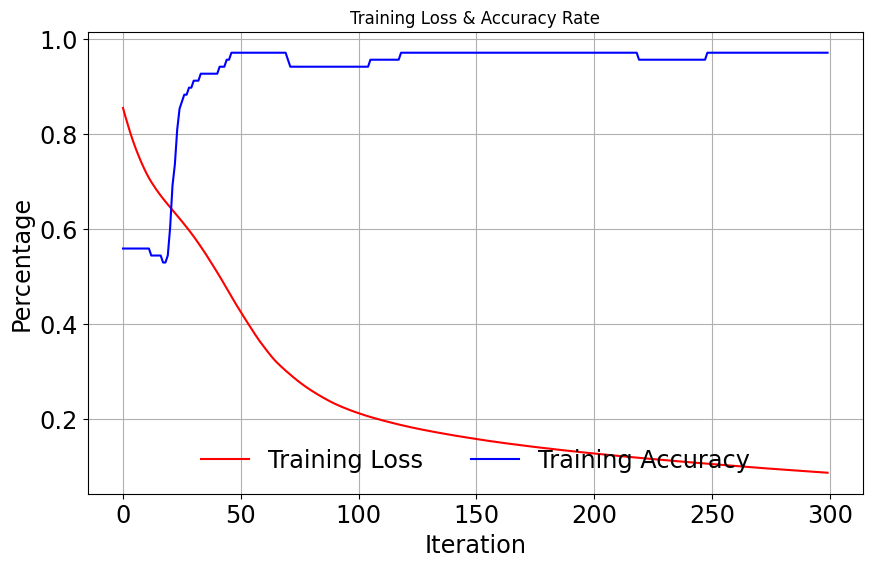 Training Loss & Accuracy Rate
1.0
0.8
0.6
0.4
0.2
Percentage
Training Loss Training Accuracy
0 50 100 150 200 250 300
Iteration